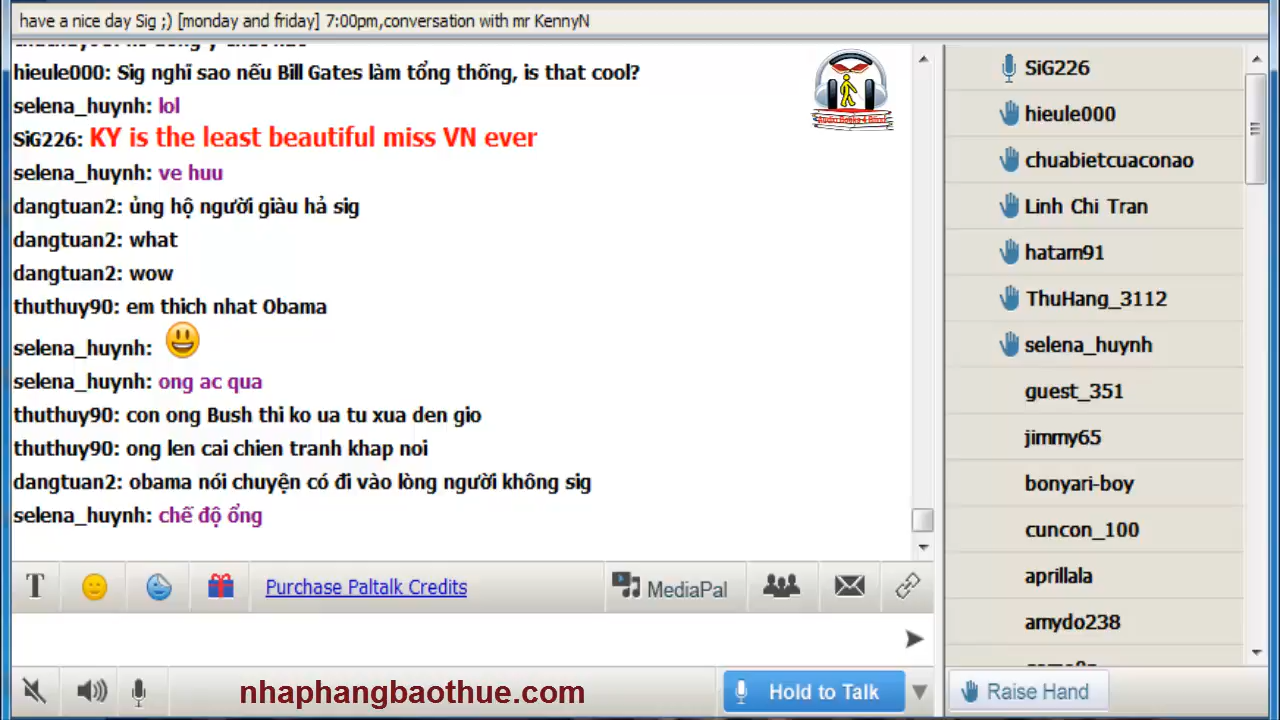 have a nice day Sig ;) [monday and friday] 7:00pm,conversation with mr KennyN
hieule000: Sig nghĩ sao nếu Bill Gates làm tổng thống, is that cool?
selena_huynh: lol
SiG226: KY is the least beautiful miss VN ever
selena_huynh: ve huu
dangtuan2: ủng hộ người giàu hả sig
dangtuan2: what
dangtuan2: wow
thuthuy90: em thich nhat Obama
selena_huynh:
selena_huynh: ong ac qua
thuthuy90: con ong Bush thi ko ua tu xua den gio
thuthuy90: ong len cai chien tranh khap noi
dangtuan2: obama nói chuyện có đi vào lòng người không sig
selena_huynh: chế độ ổng
SiG226
hieule000
chuabietcuaconao
Linh Chi Tran
hatam91
ThuHang_3112
selena_huynh
guest_351
jimmy65
bonyari-boy
cuncon_100
aprillala
amydo238
T
Purchase Paltalk Credits
MediaPal
nhaphangbaothue.com
Hold to Talk
Raise Hand